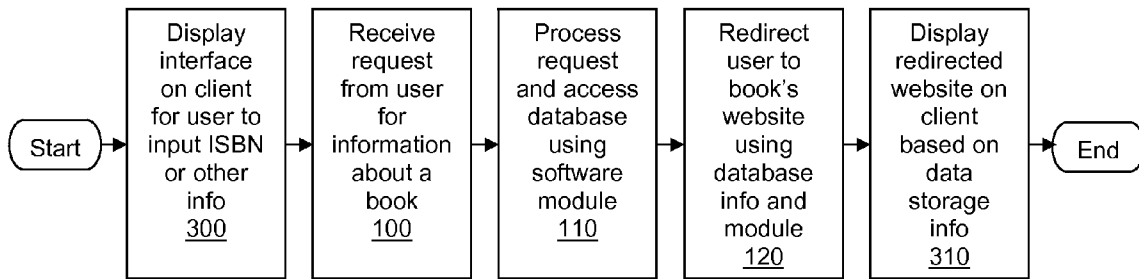 Start
Display
interface
on client
for user to
input ISBN
or other
info
300
Receive
request
from user
for
information
about a
book
100
Process
request
and access
database
using
software
module
110
Redirect
user to
book's
website
using
database
info and
module
120
Display
redirected
website on
client
based on
data
storage
info
310
End